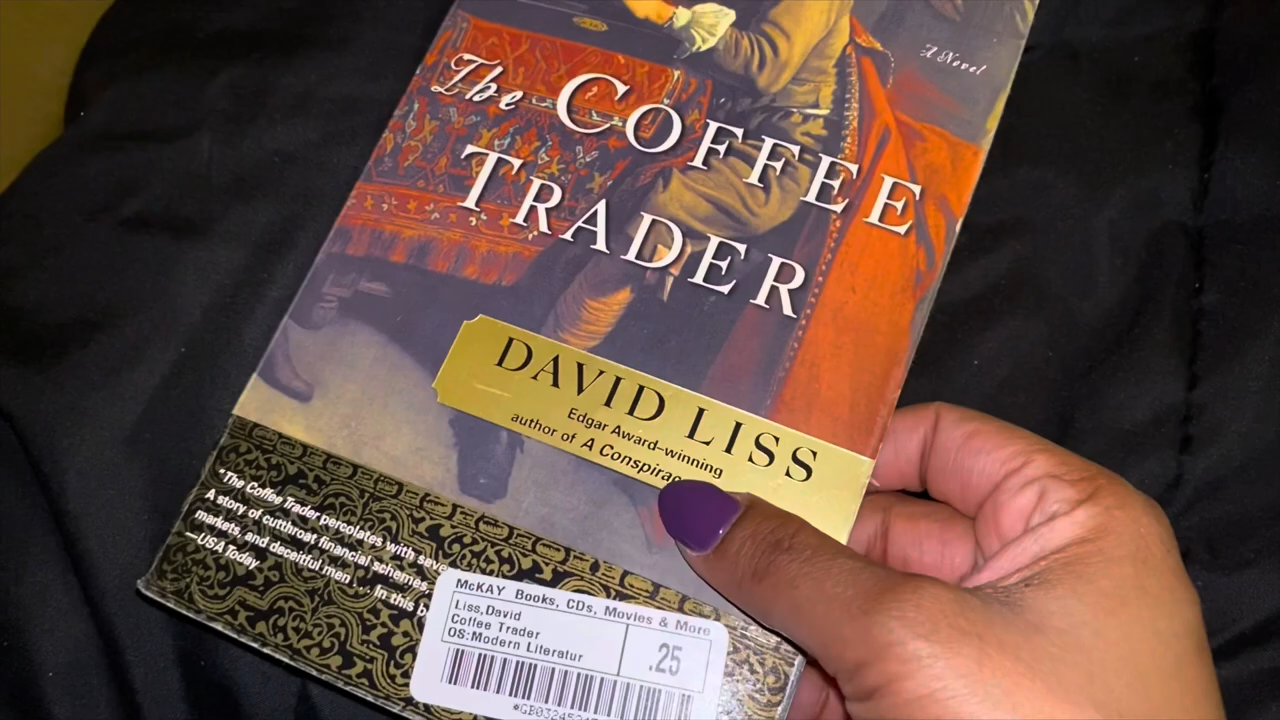 A Novel
The COFFEE
TRADER
DAVID LISS
Edgar Award–winning
author of A Conspirac
"The Coffee Trader percolates with seve
A story of cutthroat financial schemes,
markets, and deceitful men . . . In this b
—USA Today
McKAY Books, CDs, Movies & More
Liss,David
Coffee Trader
OS:Modern Literatur
.25